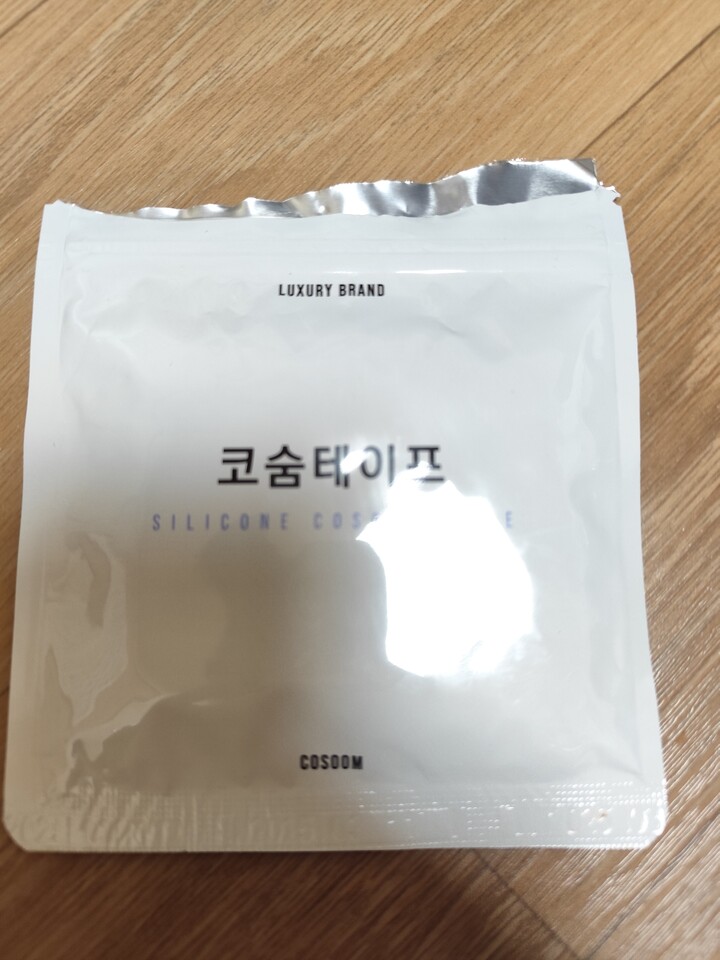 LUXURY BRAND
코숨테이프
SILICONE
COSOOM